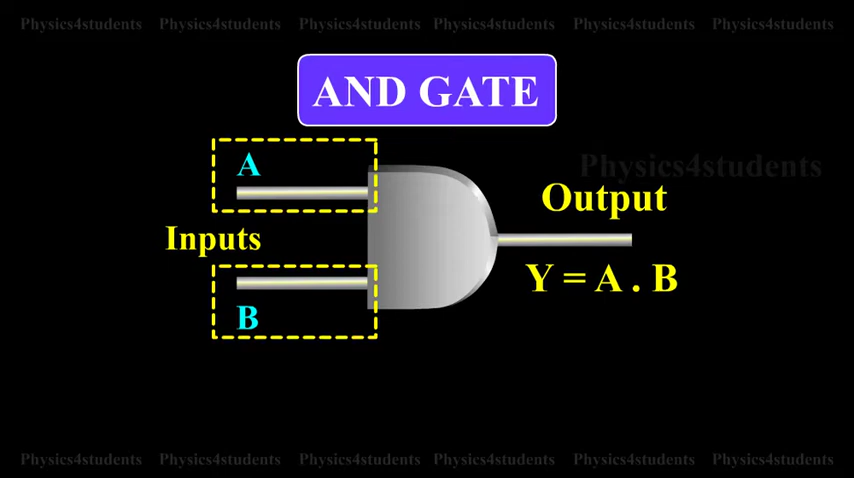 Physics4students Physics4students Physics4students Physics4students Physics4students Physics4students
AND GATE
A
Physics4students
Output
Inputs
Y = A . B
B
Physics4students Physics4students Physics4students Physics4students Physics4students Physics4students